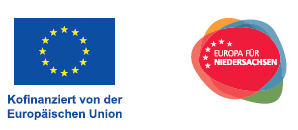 Kofinanziert von der
Europäischen Union
EUROPA FÜR
NIEDERSACHSEN